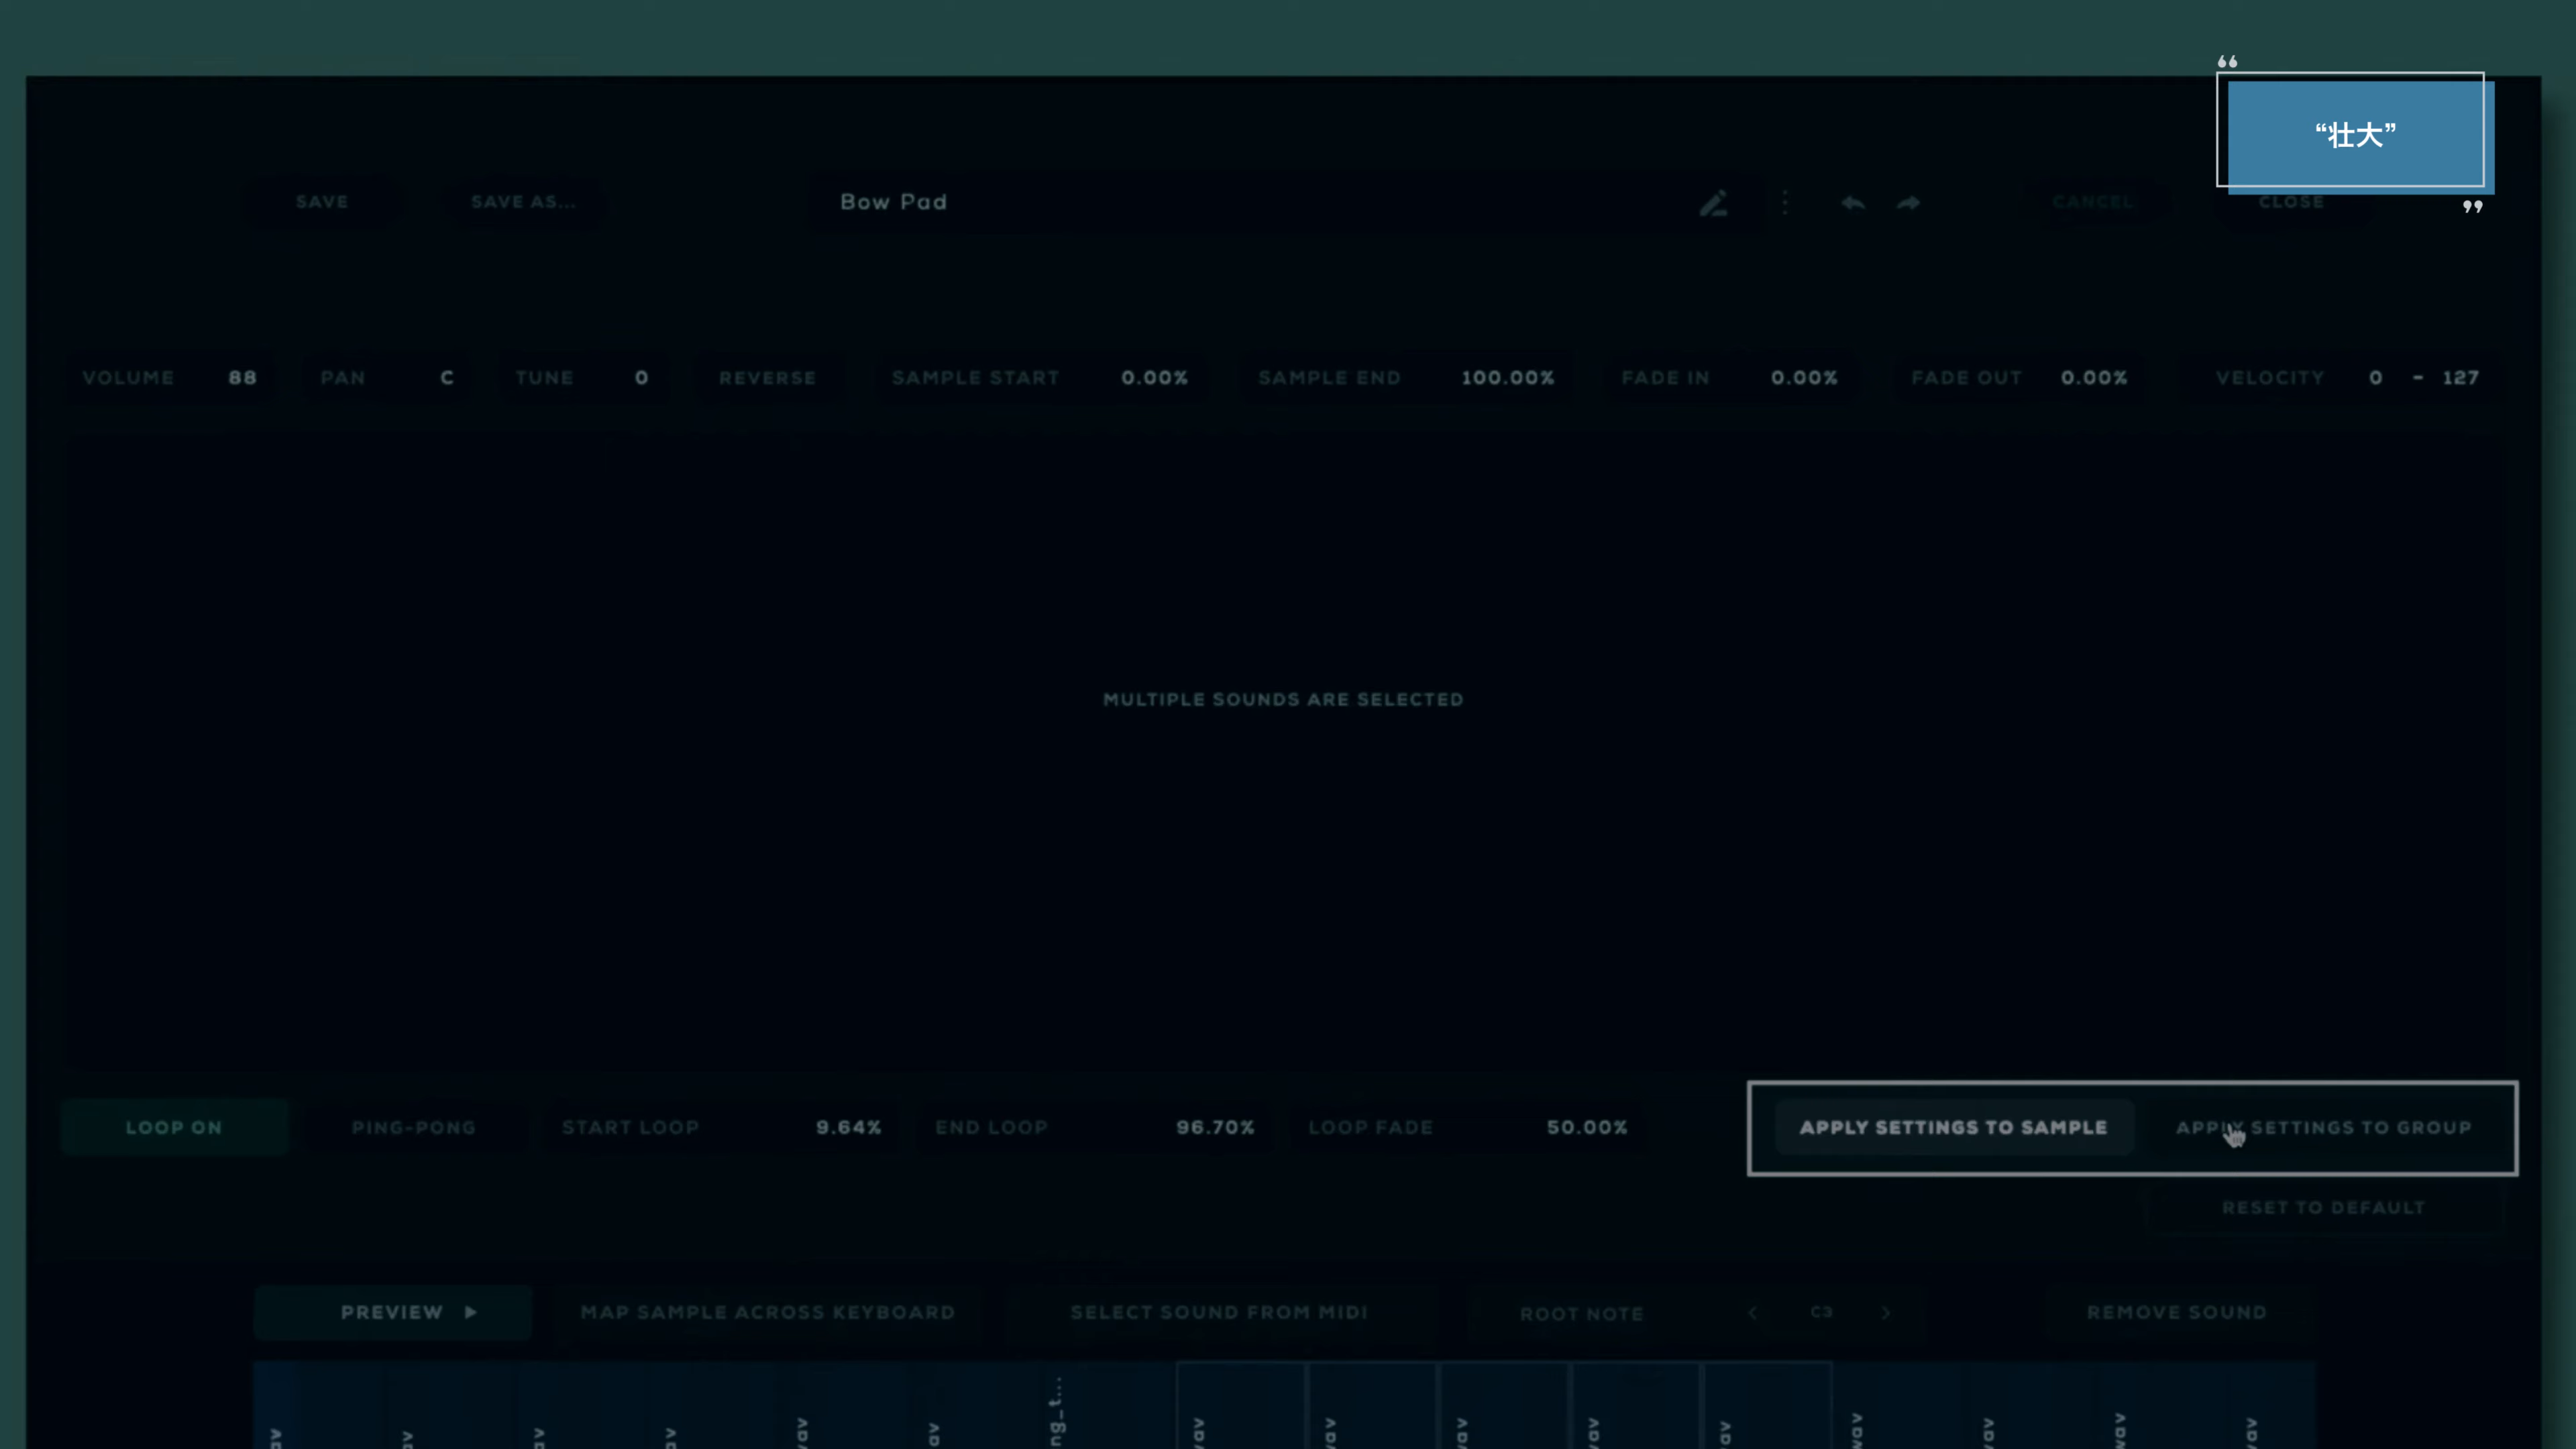 “壮大”
SAVE
SAVE AS...
Bow Pad
CANCEL
CLOSE
VOLUME 88
PAN C
TUNE 0
REVERSE
SAMPLE START 0.00%
SAMPLE END 100.00%
FADE IN 0.00%
FADE OUT 0.00%
VELOCITY 0 - 127
MULTIPLE SOUNDS ARE SELECTED
LOOP ON
PING-PONG
START LOOP 9.64%
END LOOP 96.70%
LOOP FADE 50.00%
APPLY SETTINGS TO SAMPLE
APPLY SETTINGS TO GROUP
RESET TO DEFAULT
PREVIEW
MAP SAMPLE ACROSS KEYBOARD
SELECT SOUND FROM MIDI
ROOT NOTE < C3 >
REMOVE SOUND